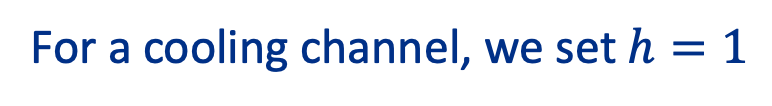 For a cooling channel, we set h = 1